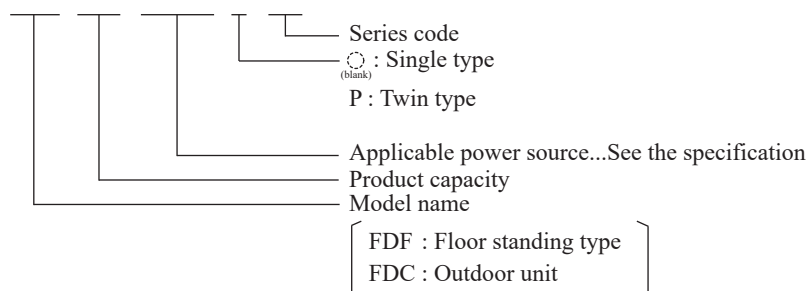 Series code
◌ : Single type
(blank)
P : Twin type
Applicable power source...See the specification
Product capacity
Model name
FDF : Floor standing type
FDC : Outdoor unit